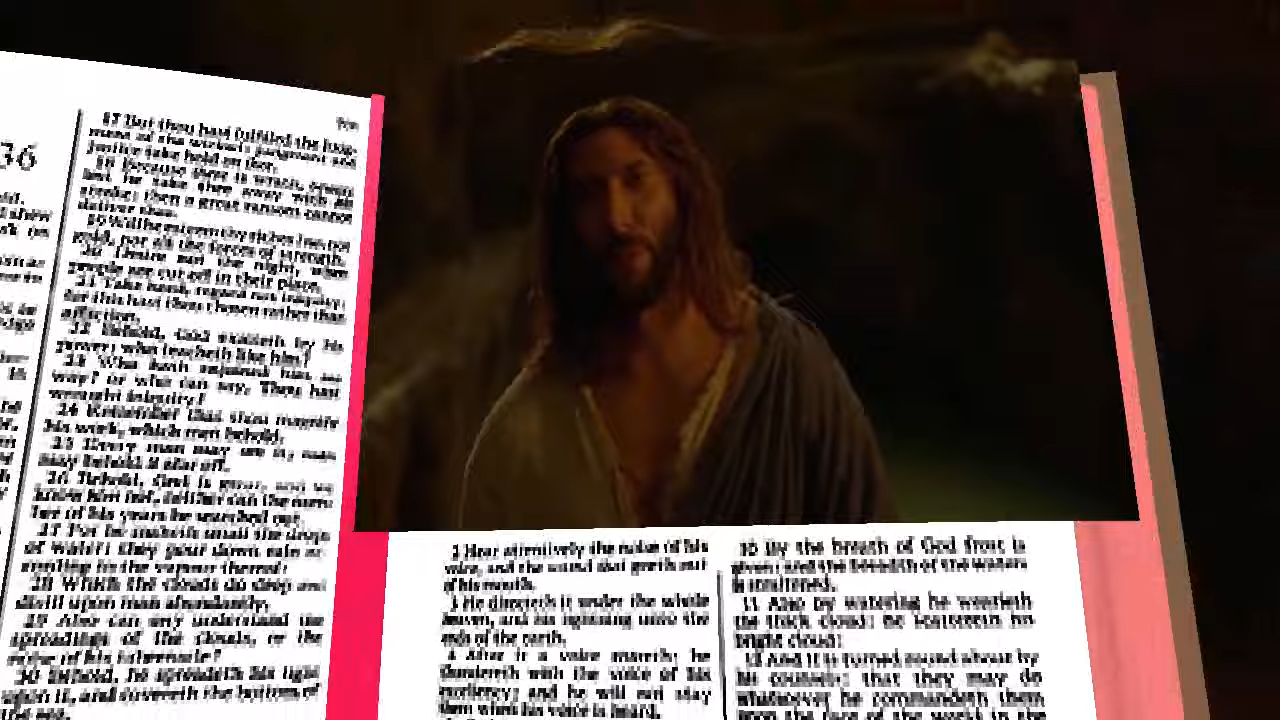 36
17 But thou hast fulfilled the judg-
ment of the wicked: judgment and
justice take hold on thee.
18 Because there is wrath, beware
lest he take thee away with his
stroke: then a great ransom cannot
deliver thee.
19 Will he esteem thy riches? no, not
gold, nor all the forces of strength.
20 Desire not the night, when
people are cut off in their place.
21 Take heed, regard not iniquity:
for this hast thou chosen rather than
affliction.
22 Behold, God exalteth by his
power: who teacheth like him?
23 Who hath enjoined him his
way? or who can say, Thou hast
wrought iniquity?
24 Remember that thou magnify
his work, which men behold.
25 Every man may see it; man
may behold it afar off.
26 Behold, God is great, and we
know him not, neither can the num-
ber of his years be searched out.
27 For he maketh small the drops
of water: they pour down rain ac-
cording to the vapour thereof:
28 Which the clouds do drop and
distil upon man abundantly.
29 Also can any understand the
spreadings of the clouds, or the
noise of his tabernacle?
30 Behold, he spreadeth his light
upon it, and covereth the bottom of
the sea.
2 Hear attentively the noise of his
voice, and the sound that goeth out
of his mouth.
3 He directeth it under the whole
heaven, and his lightning unto the
ends of the earth.
4 After it a voice roareth: he
thundereth with the voice of his
excellency; and he will not stay
them when his voice is heard.
10 By the breath of God frost is
given: and the breadth of the waters
is straitened.
11 Also by watering he wearieth
the thick cloud: he scattereth his
bright cloud:
12 And it is turned round about by
his counsels: that they may do
whatsoever he commandeth them
upon the face of the world in the